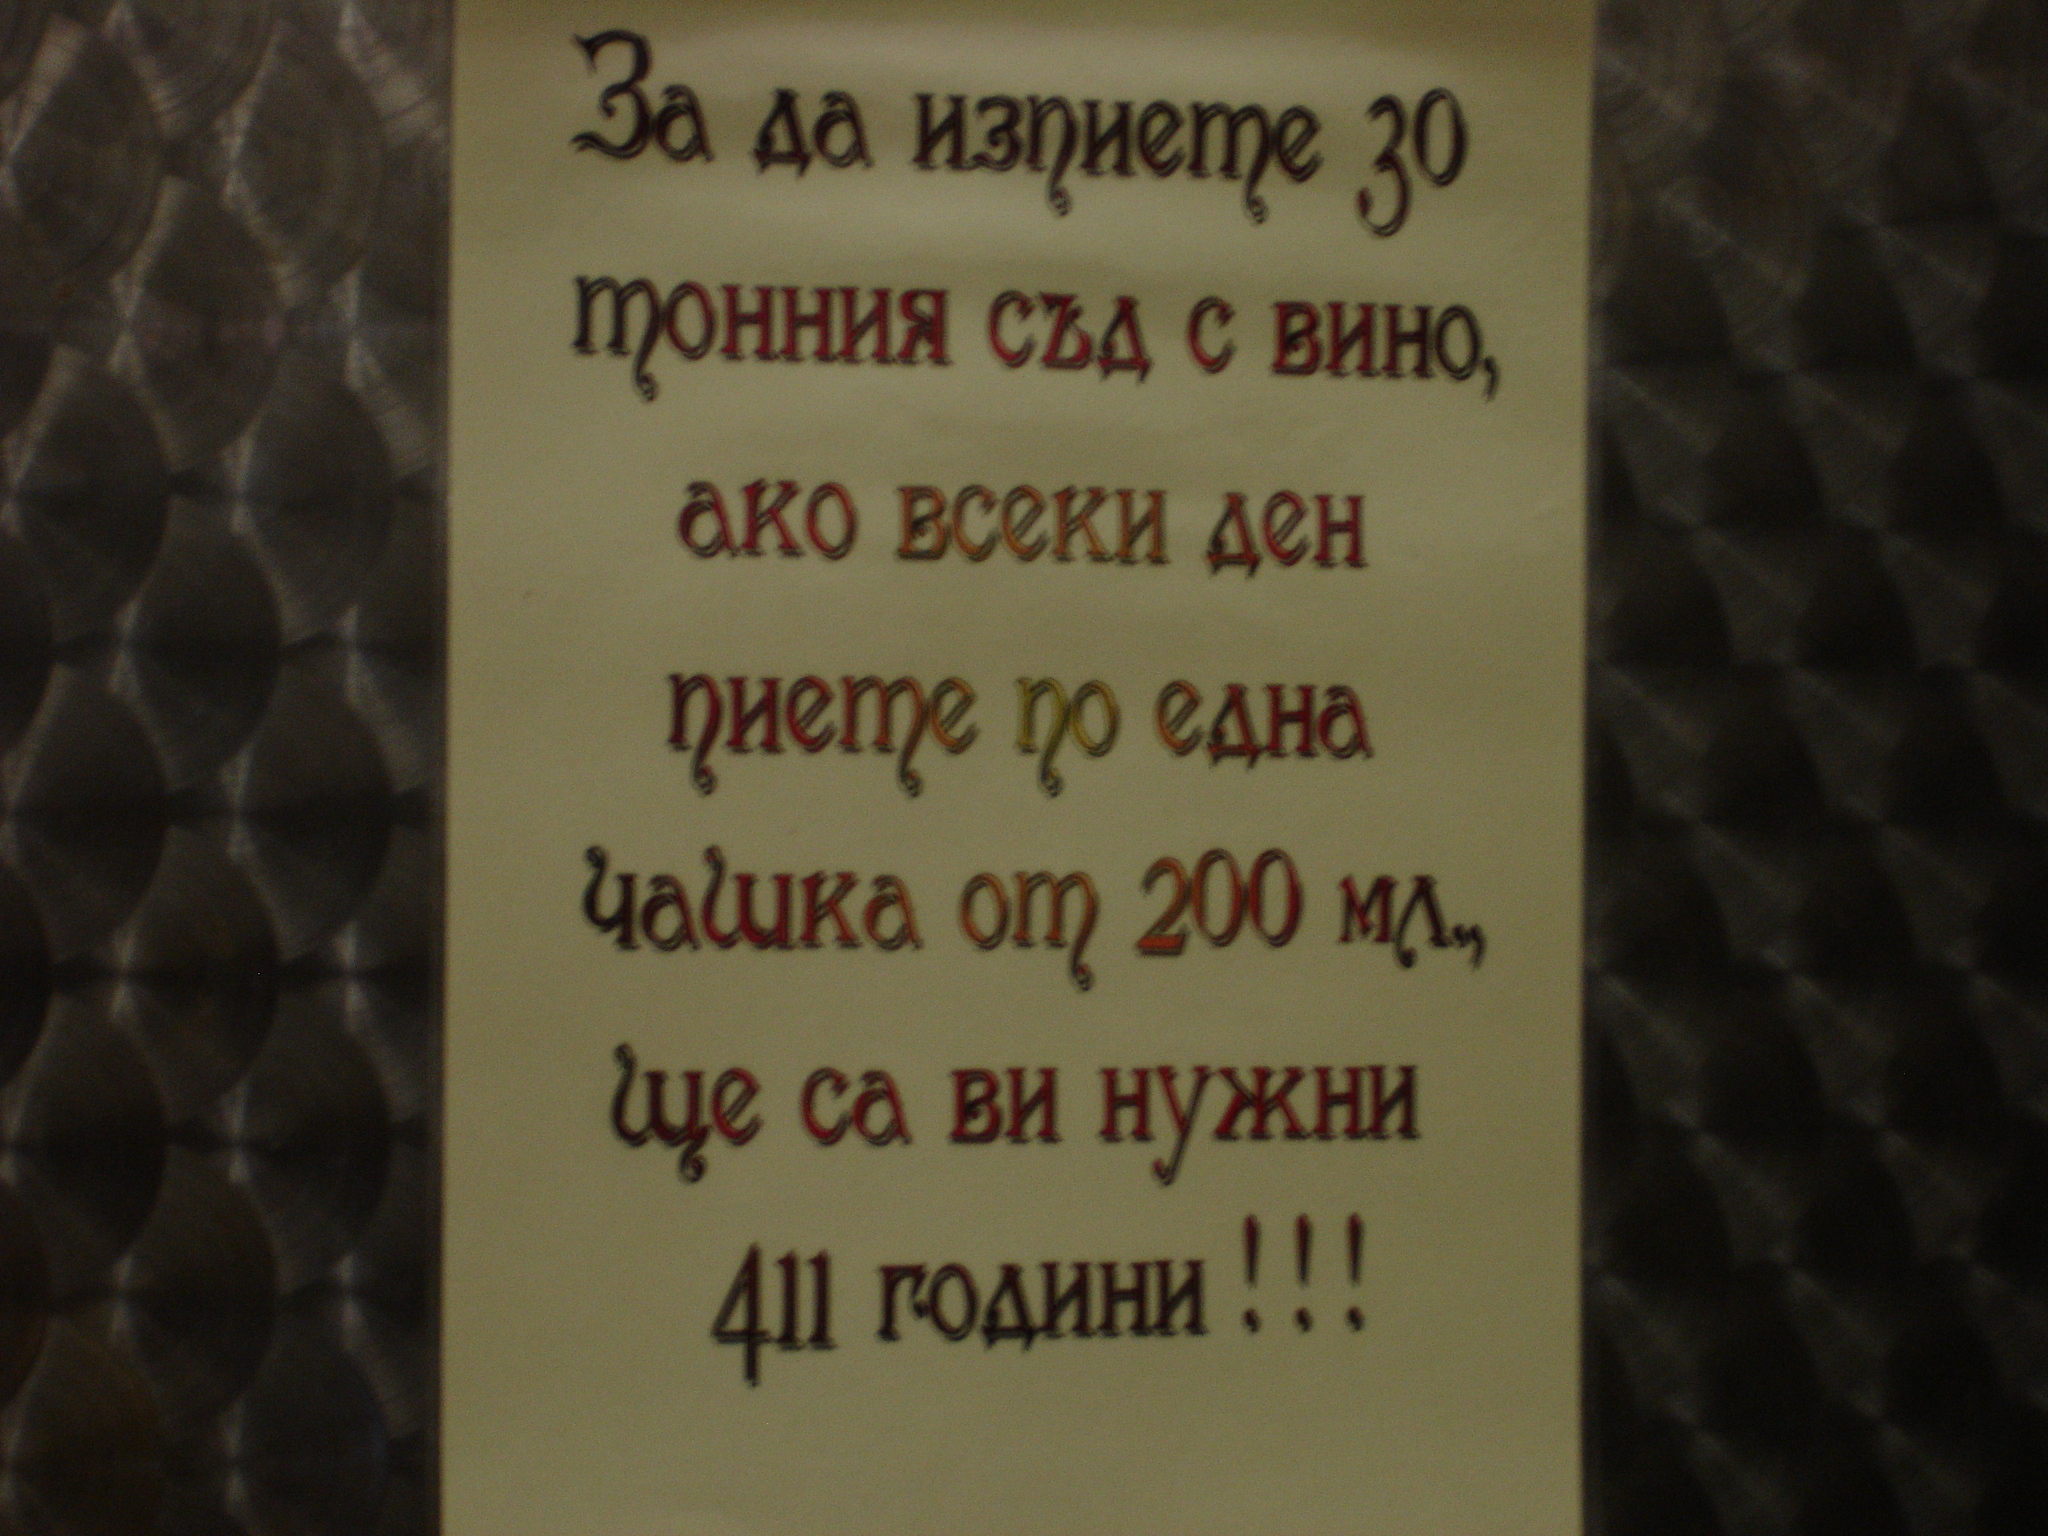 За да изпиете 30
тонния съд с вино,
ако всеки ден
пиете по една
чашка от 200 мл.,,
ще са ви нужни
411 години !!!